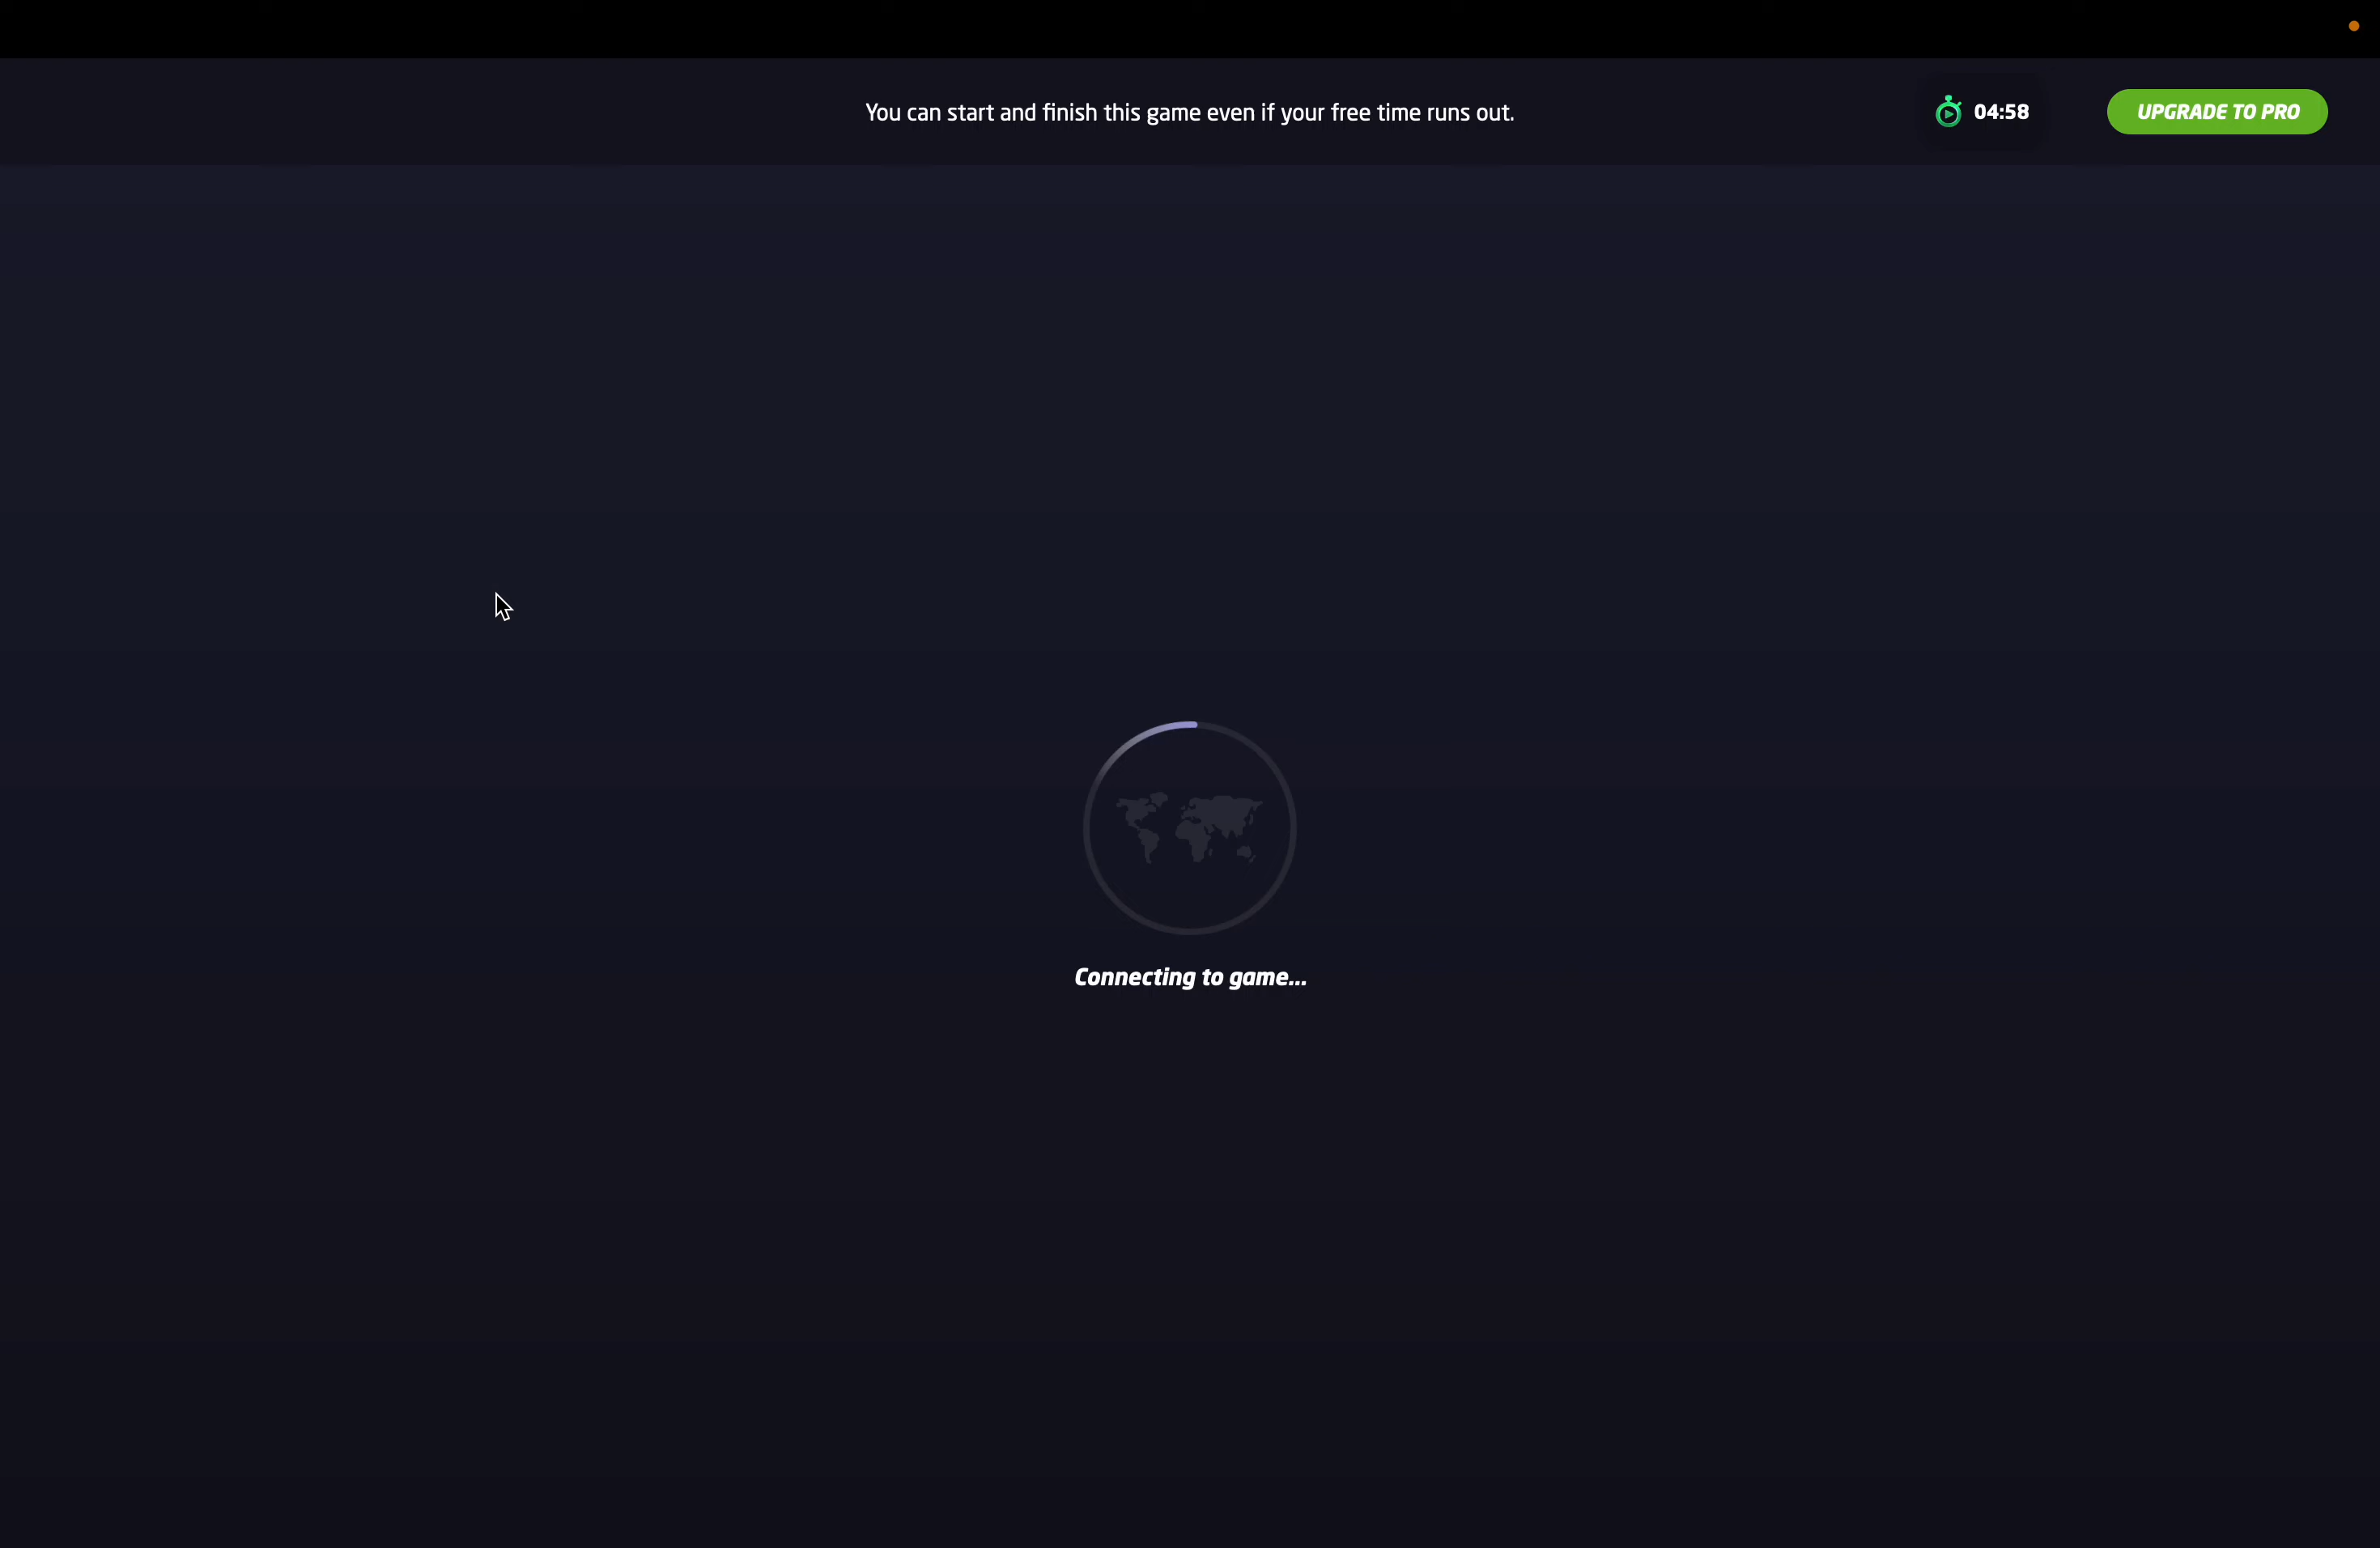 You can start and finish this game even if your free time runs out.
04:58
UPGRADE TO PRO
Connecting to game...